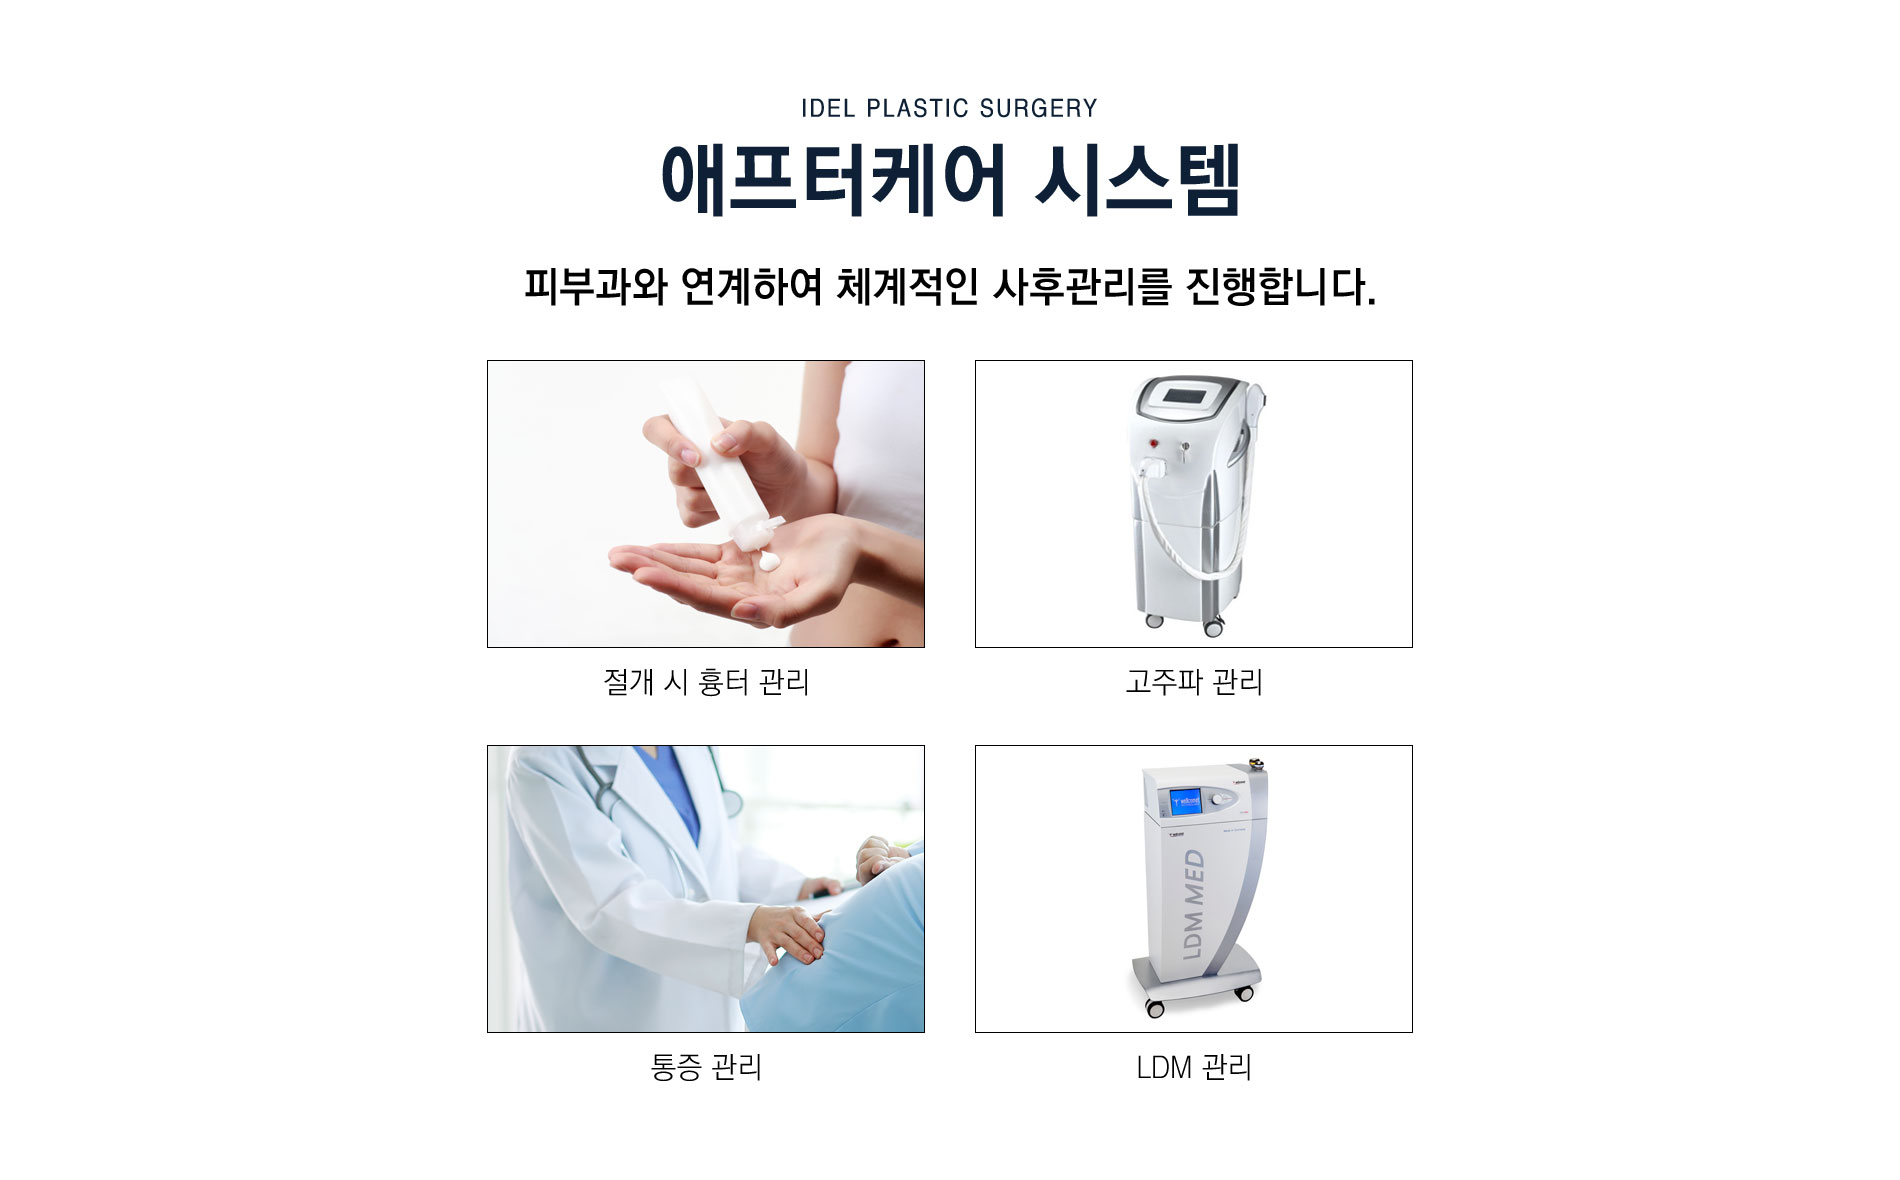 IDEL PLASTIC SURGERY
애프터케어 시스템
피부과와 연계하여 체계적인 사후관리를 진행합니다.
절개 시 흉터 관리
고주파 관리
LDM MED
통증 관리
LDM 관리